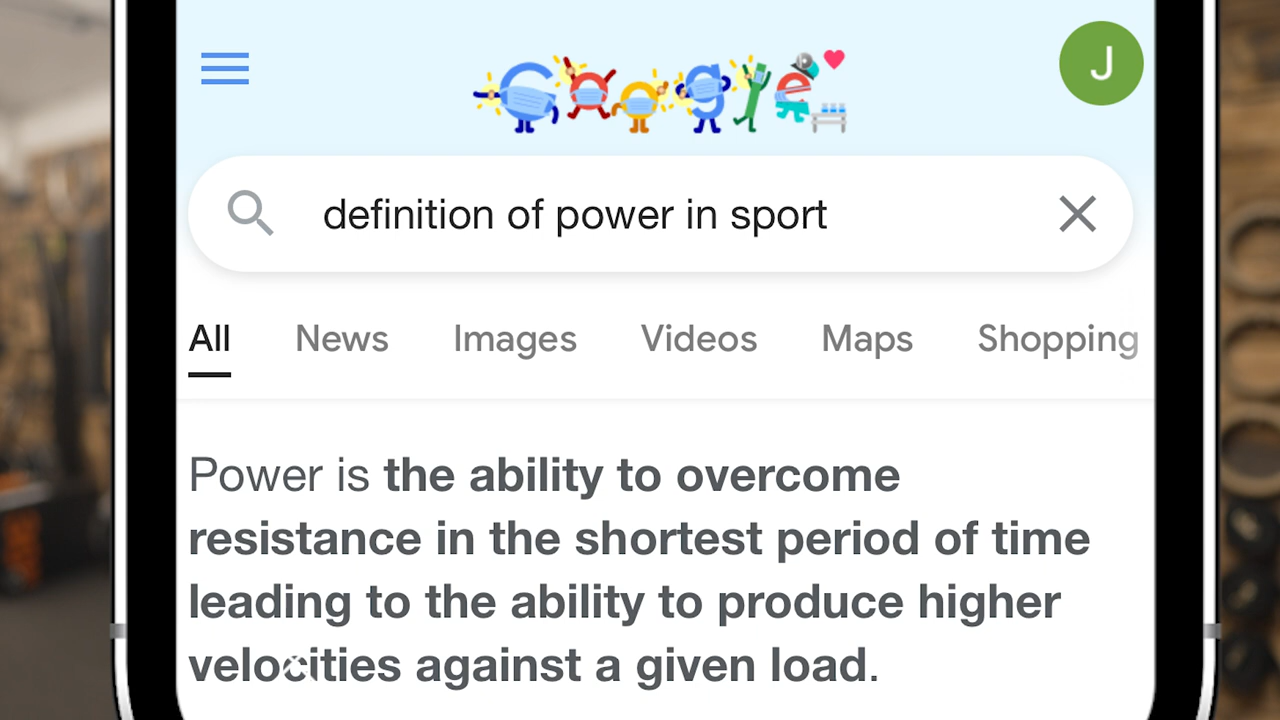 Google
J
definition of power in sport
All News Images Videos Maps Shopping
Power is the ability to overcome
resistance in the shortest period of time
leading to the ability to produce higher
velocities against a given load.